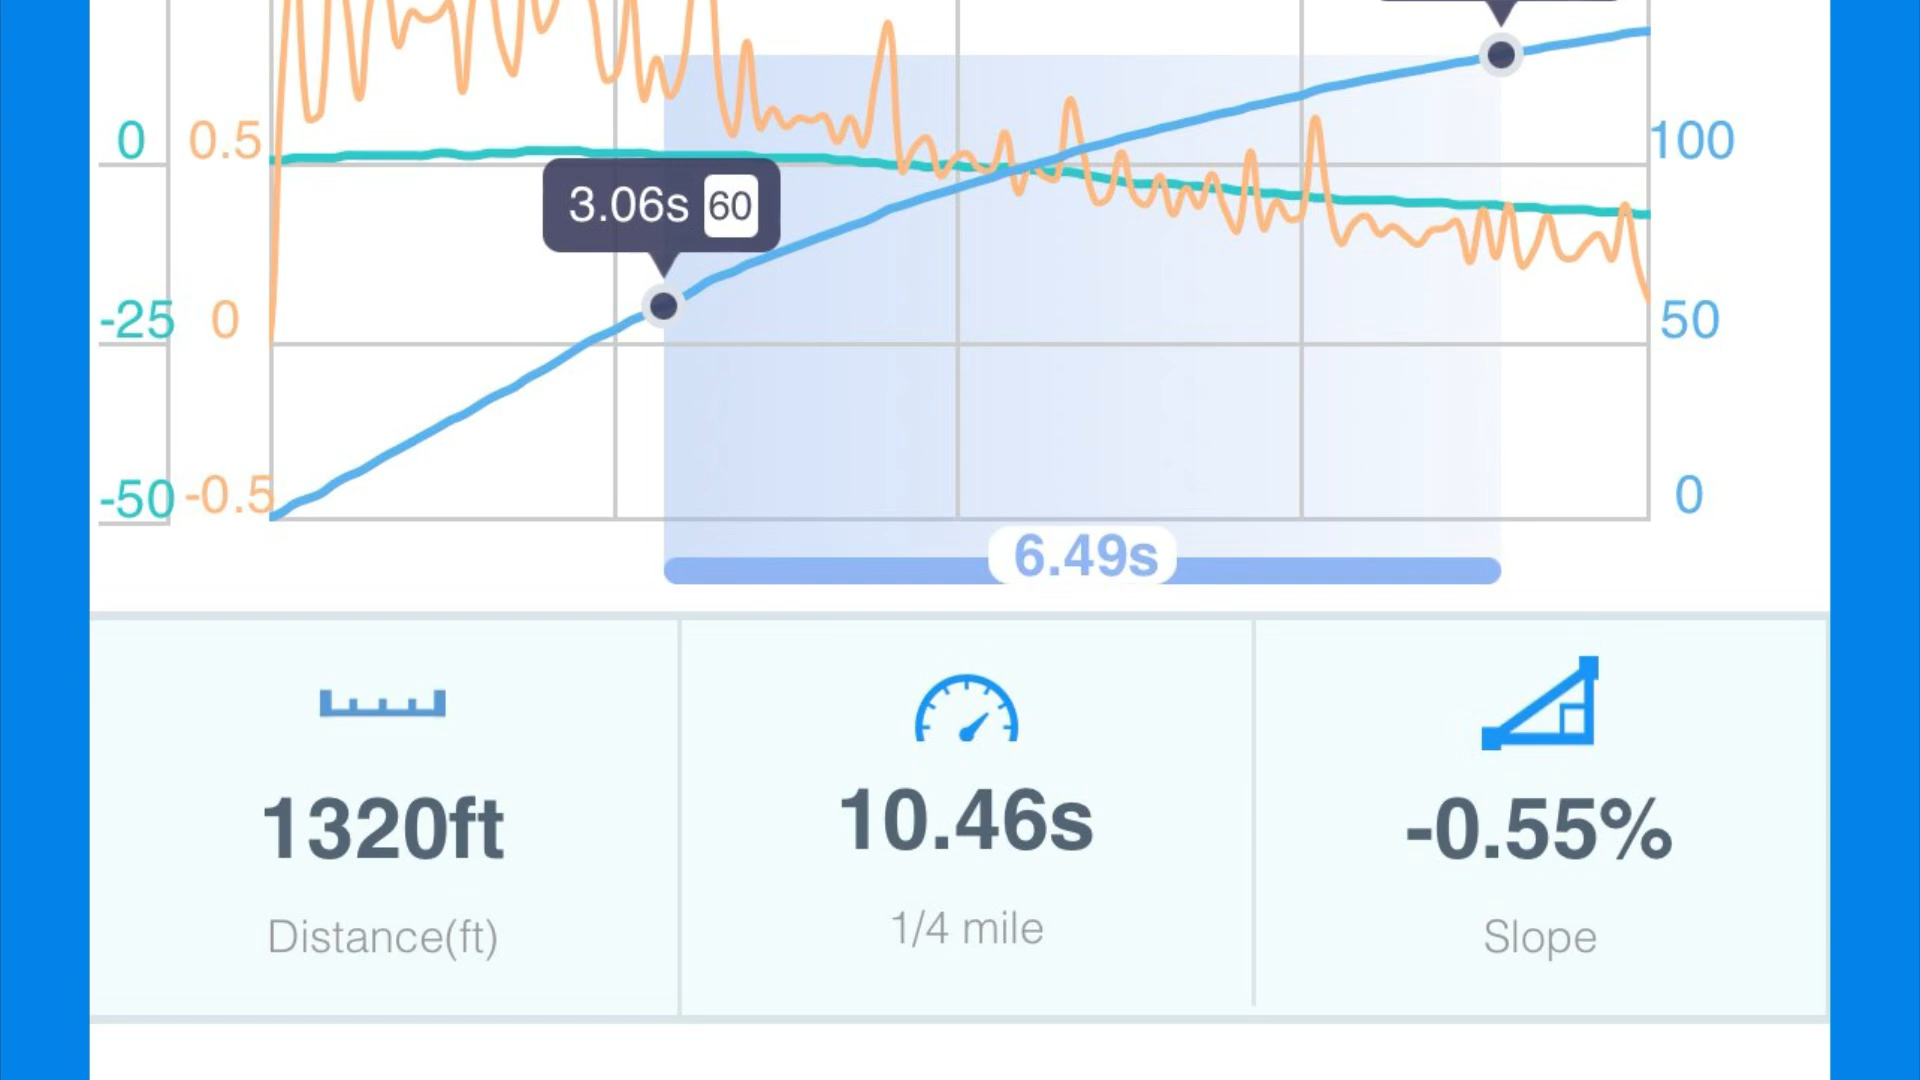 0 0.5 100
3.06s 60
-25 0 50
-50 -0.5 0
6.49s
1320ft 10.46s -0.55%
Distance(ft) 1/4 mile Slope